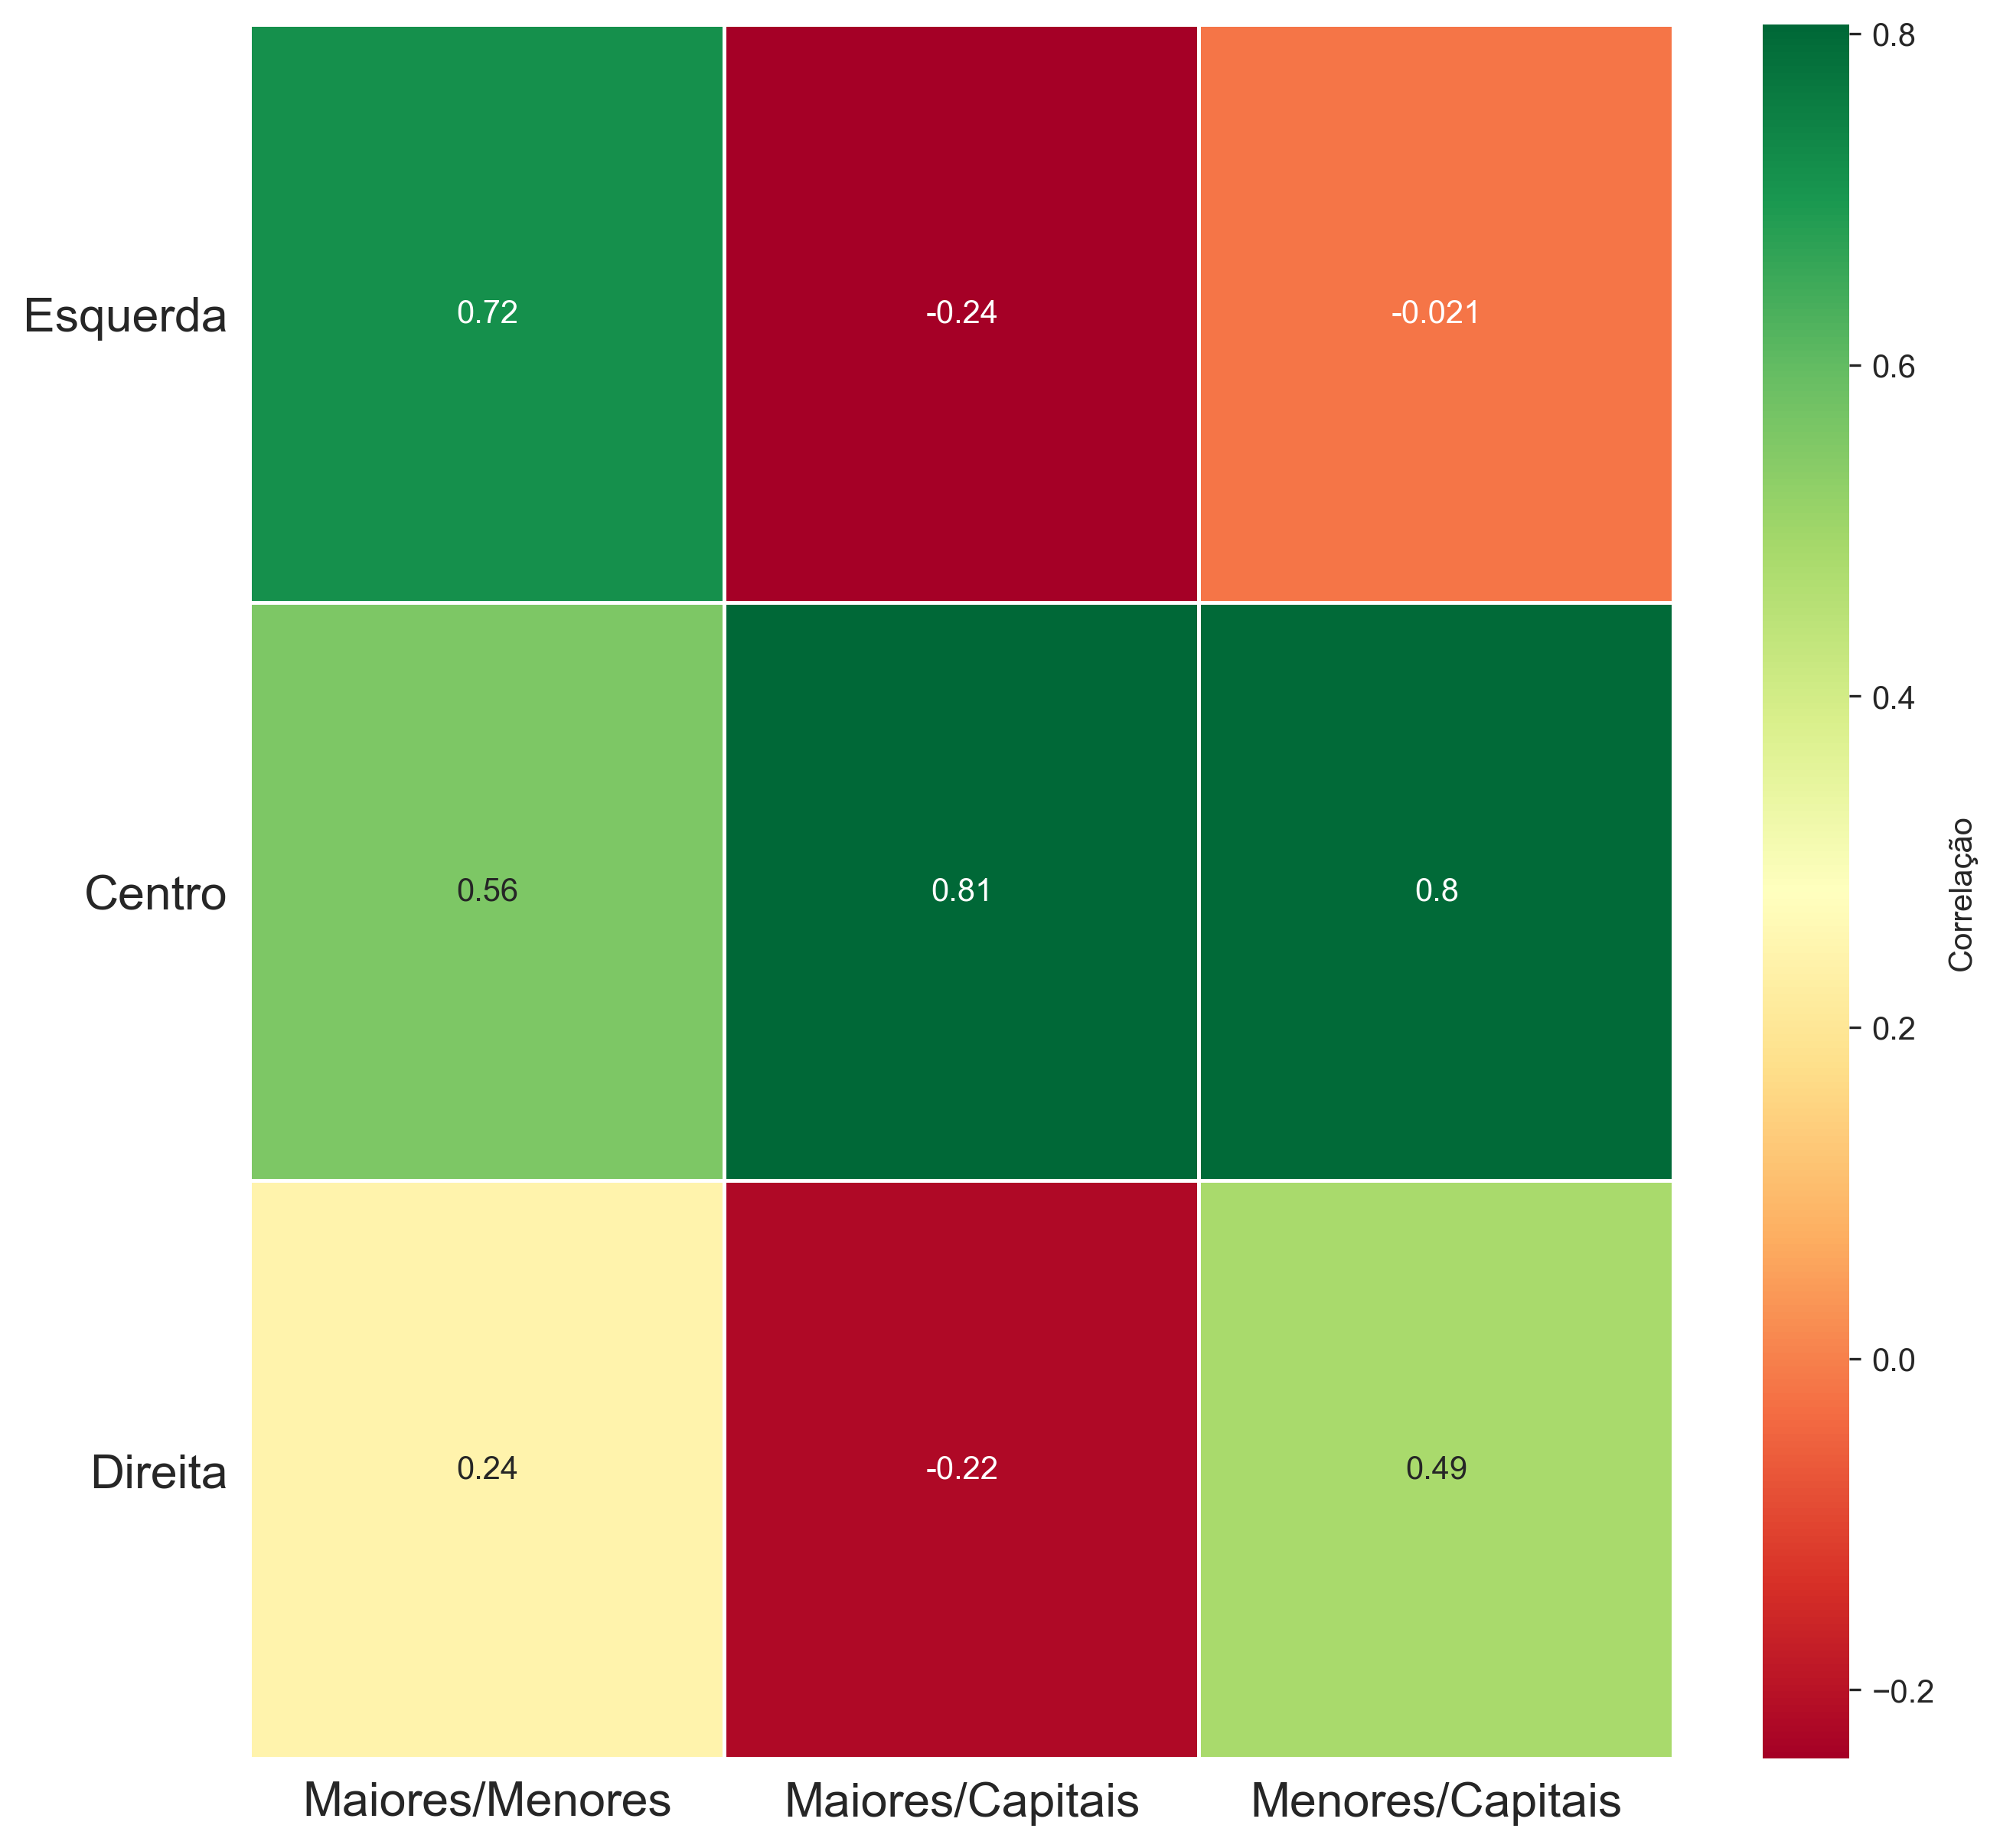 Esquerda 0.72 -0.24 -0.021
Centro 0.56 0.81 0.8
Direita 0.24 -0.22 0.49
Maiores/Menores Maiores/Capitais Menores/Capitais
0.8
0.6
0.4
0.2
0.0
−0.2
Correlação